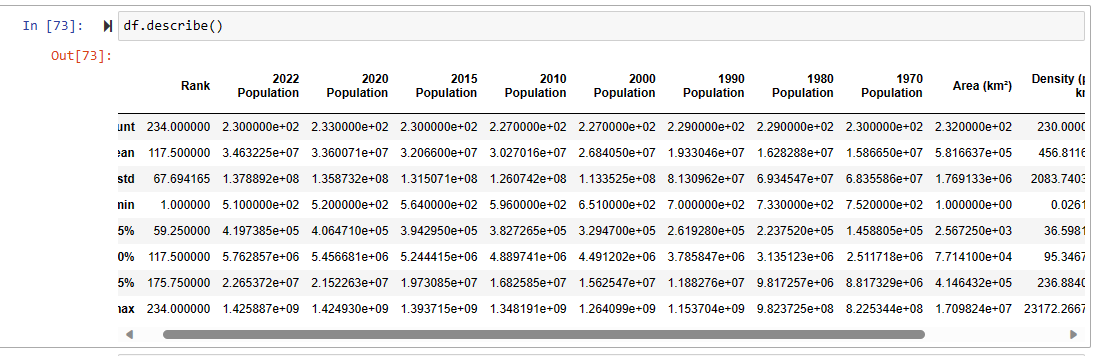 In [73]: df.describe()
Out[73]:
Rank 2022 Population 2020 Population 2015 Population 2010 Population 2000 Population 1990 Population 1980 Population 1970 Population Area (km²) Density (p kr
unt 234.000000 2.300000e+02 2.330000e+02 2.300000e+02 2.270000e+02 2.270000e+02 2.290000e+02 2.290000e+02 2.300000e+02 2.320000e+02 230.0000
ean 117.500000 3.463225e+07 3.360071e+07 3.206600e+07 3.027016e+07 2.684050e+07 1.933046e+07 1.628288e+07 1.586650e+07 5.816637e+05 456.8116
std 67.694165 1.378892e+08 1.358732e+08 1.315071e+08 1.260742e+08 1.133525e+08 8.130962e+07 6.934547e+07 6.835586e+07 1.769133e+06 2083.7403
min 1.000000 5.100000e+02 5.200000e+02 5.640000e+02 5.960000e+02 6.510000e+02 7.000000e+02 7.330000e+02 7.520000e+02 1.000000e+00 0.0261
5% 59.250000 4.197385e+05 4.064710e+05 3.942950e+05 3.827265e+05 3.294700e+05 2.619280e+05 2.237520e+05 1.458805e+05 2.567250e+03 36.5981
0% 117.500000 5.762857e+06 5.456681e+06 5.244415e+06 4.889741e+06 4.491202e+06 3.785847e+06 3.135123e+06 2.511718e+06 7.714100e+04 95.3467
5% 175.750000 2.265372e+07 2.152263e+07 1.973085e+07 1.682585e+07 1.562547e+07 1.188276e+07 9.817257e+06 8.817329e+06 4.146432e+05 236.8840
nax 234.000000 1.425887e+09 1.424930e+09 1.393715e+09 1.348191e+09 1.264099e+09 1.153704e+09 9.823725e+08 8.225344e+08 1.709824e+07 23172.2667